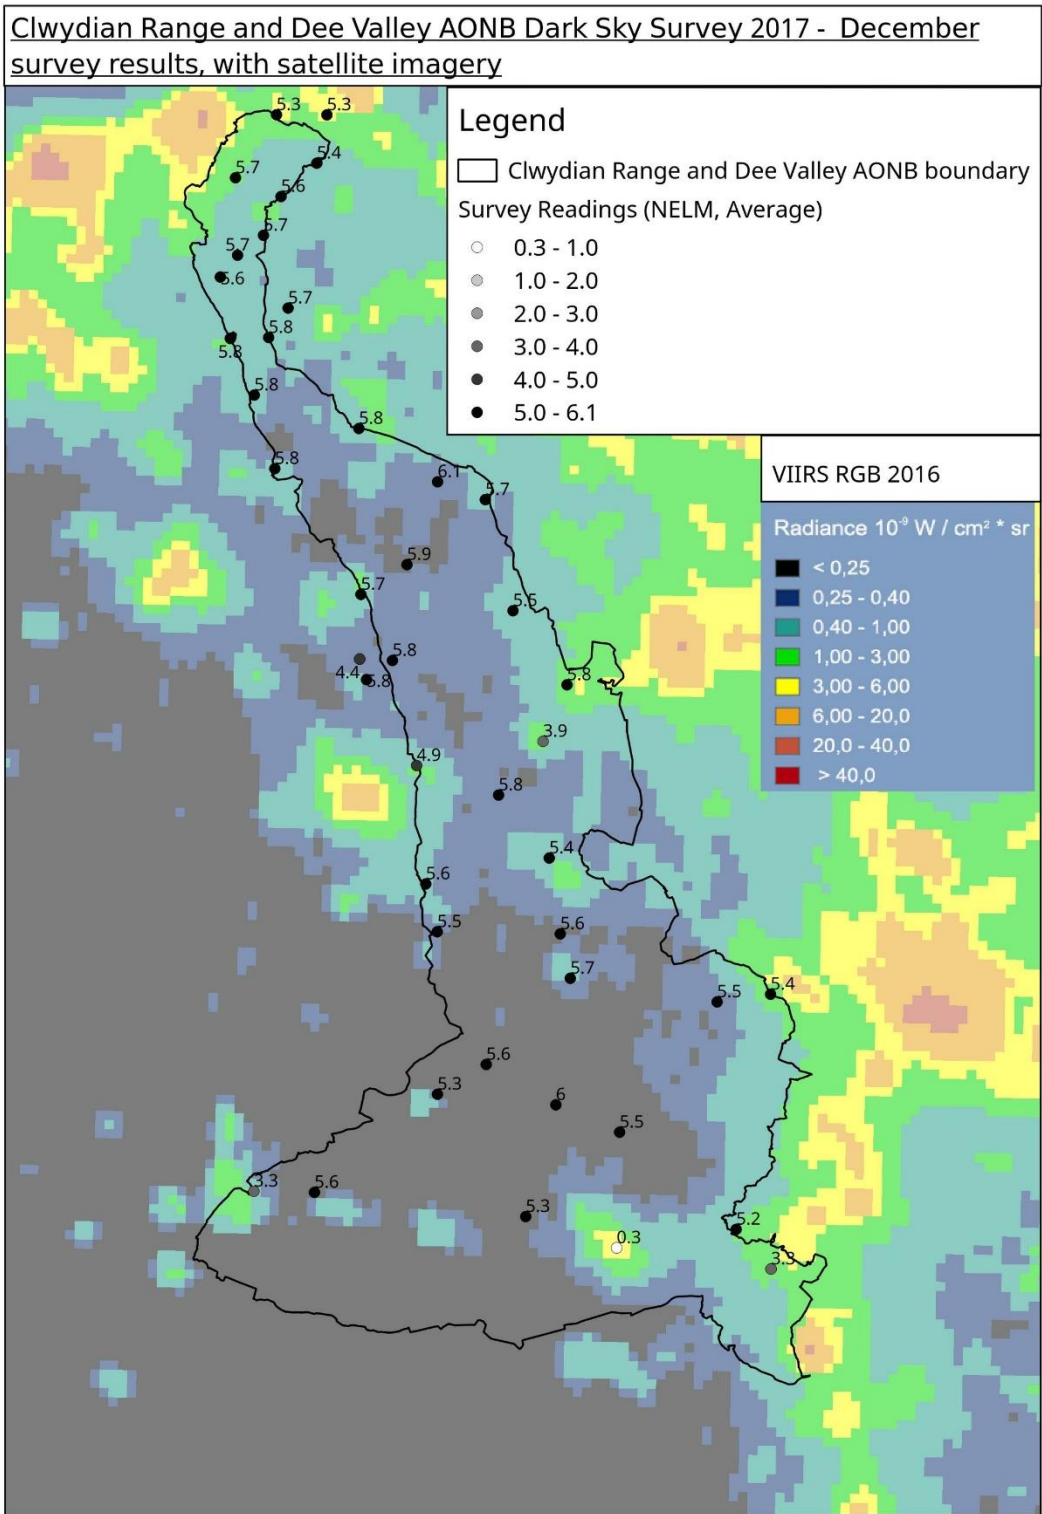 Clwydian Range and Dee Valley AONB Dark Sky Survey 2017 - December
survey results, with satellite imagery
Legend
Clwydian Range and Dee Valley AONB boundary
Survey Readings (NELM, Average)
0.3 - 1.0
1.0 - 2.0
2.0 - 3.0
3.0 - 4.0
4.0 - 5.0
5.0 - 6.1
VIIRS RGB 2016
Radiance 10⁻⁹ W / cm² * sr
< 0,25
0,25 - 0,40
0,40 - 1,00
1,00 - 3,00
3,00 - 6,00
6,00 - 20,0
20,0 - 40,0
> 40,0
5.3
5.3
5.4
5.7
5.6
5.7
5.7
5.6
5.7
5.8
5.8
5.8
5.8
5.8
6.1
5.7
5.9
5.7
5.5
5.8
4.4
5.8
5.8
3.9
4.9
5.8
5.4
5.6
5.5
5.6
5.7
5.4
5.5
5.6
5.3
6
5.5
3.3
5.6
5.3
5.2
0.3
3.3